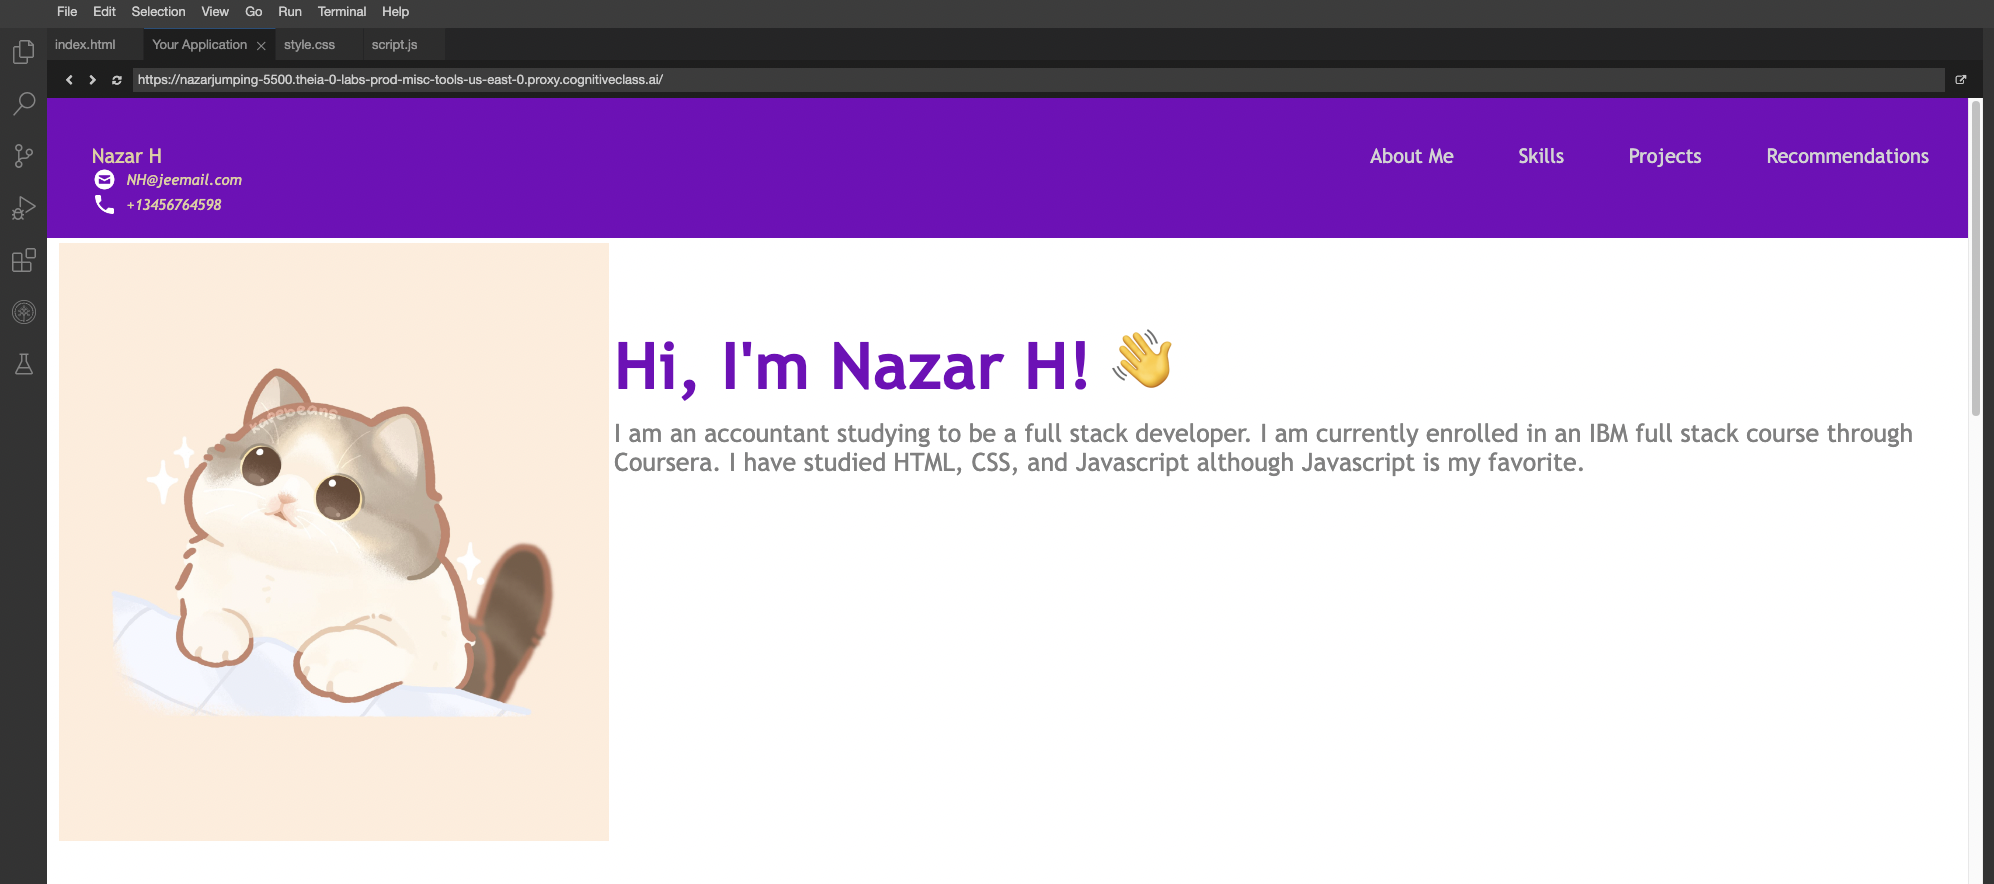 File Edit Selection View Go Run Terminal Help
index.html Your Application style.css script.js
https://nazarjumping-5500.theia-0-labs-prod-misc-tools-us-east-0.proxy.cognitiveclass.ai/
Nazar H
NH@jeemail.com
+13456764598
About Me Skills Projects Recommendations
kafebeans.
Hi, I'm Nazar H! 👋
I am an accountant studying to be a full stack developer. I am currently enrolled in an IBM full stack course through
Coursera. I have studied HTML, CSS, and Javascript although Javascript is my favorite.